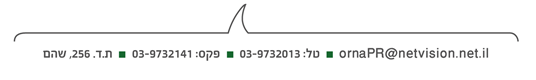 ornaPR@netvision.net.il ■ טל: 03-9732013 ■ פקס: 03-9732141 ■ ת.ד. 256, שהם